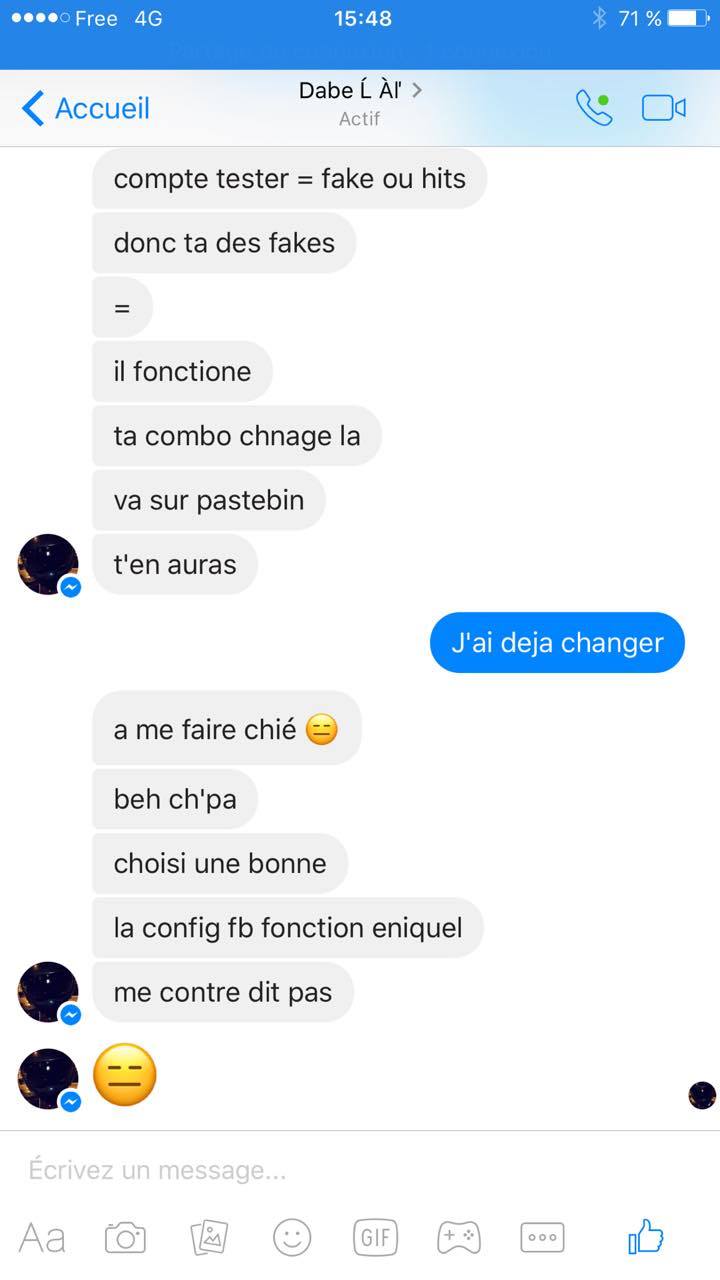 Free 4G 15:48 71 %
Accueil
Dabe Ĺ Àľ
Actif
compte tester = fake ou hits
donc ta des fakes
=
il fonctione
ta combo chnage la
va sur pastebin
t'en auras
J'ai deja changer
a me faire chié 😑
beh ch'pa
choisi une bonne
la config fb fonction eniquel
me contre dit pas
😑
Écrivez un message...
Aa
GIF